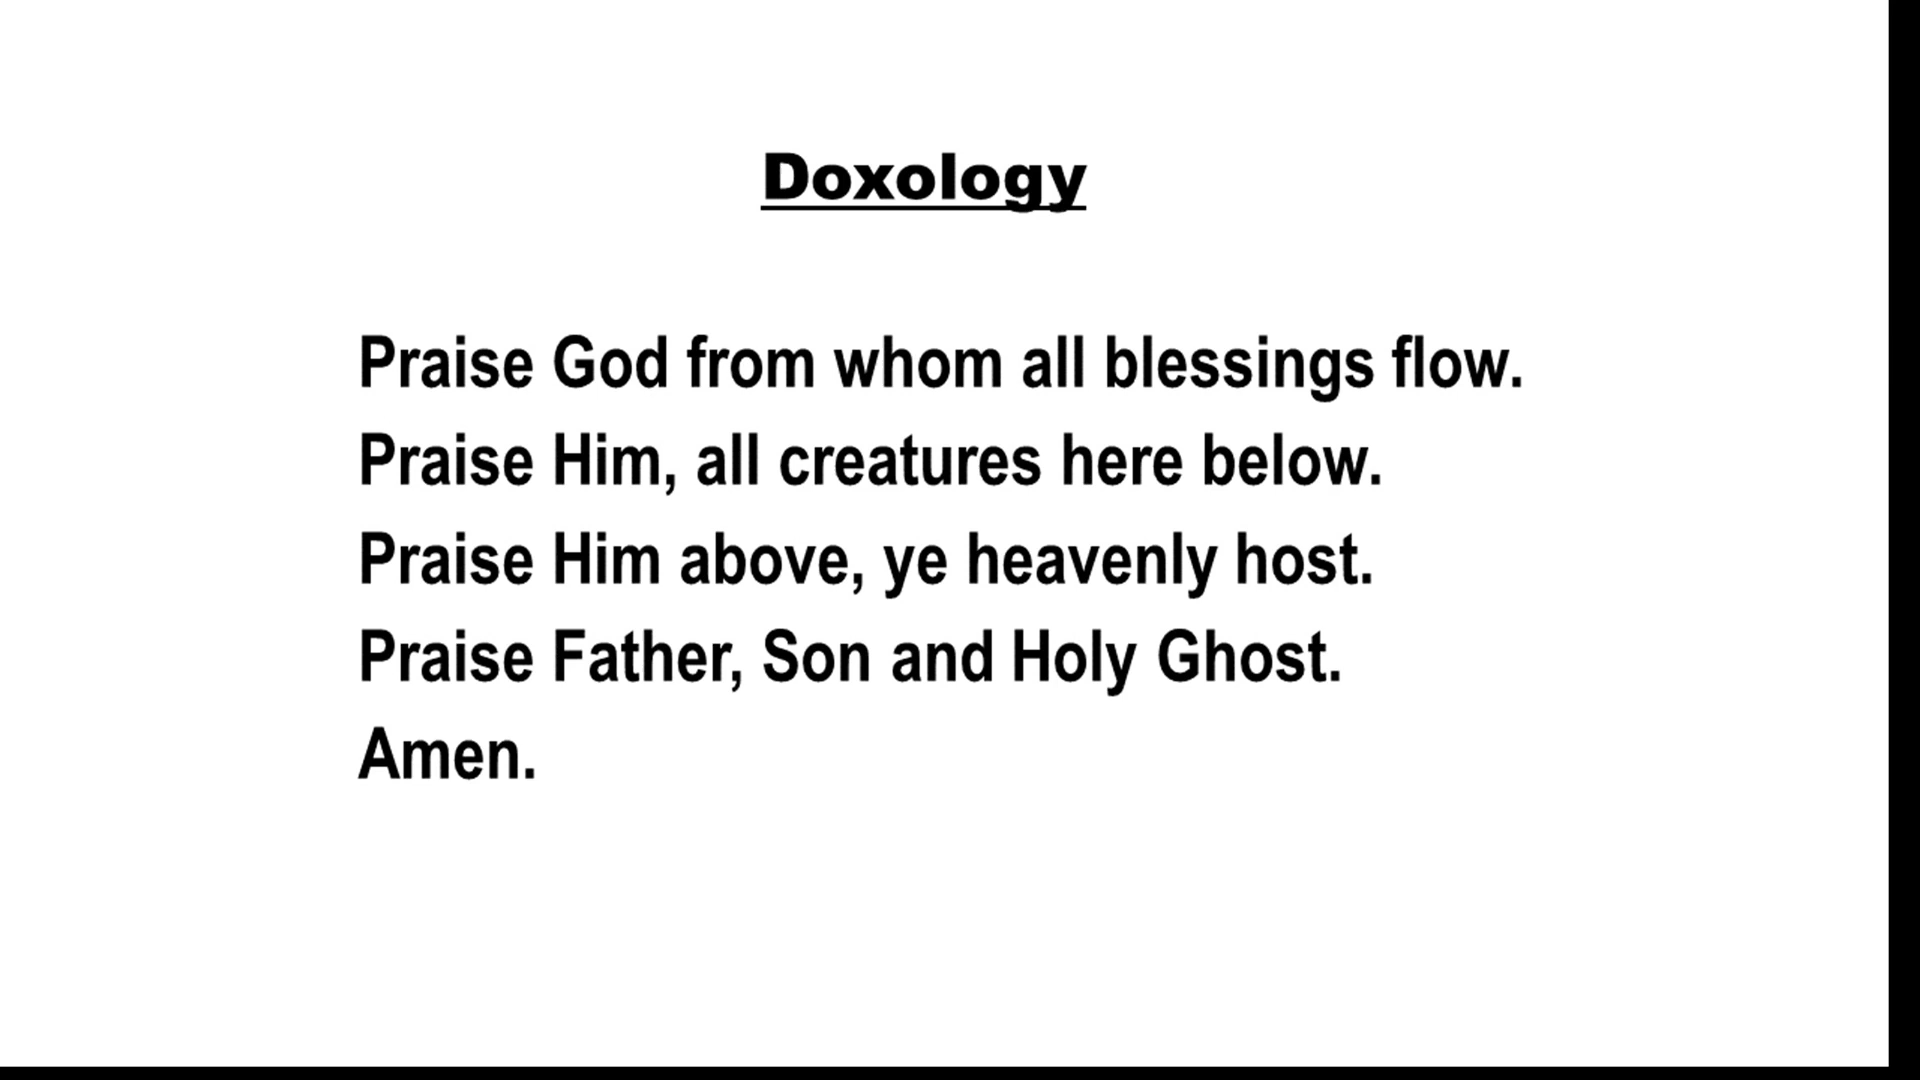 Doxology
Praise God from whom all blessings flow.
Praise Him, all creatures here below.
Praise Him above, ye heavenly host.
Praise Father, Son and Holy Ghost.
Amen.